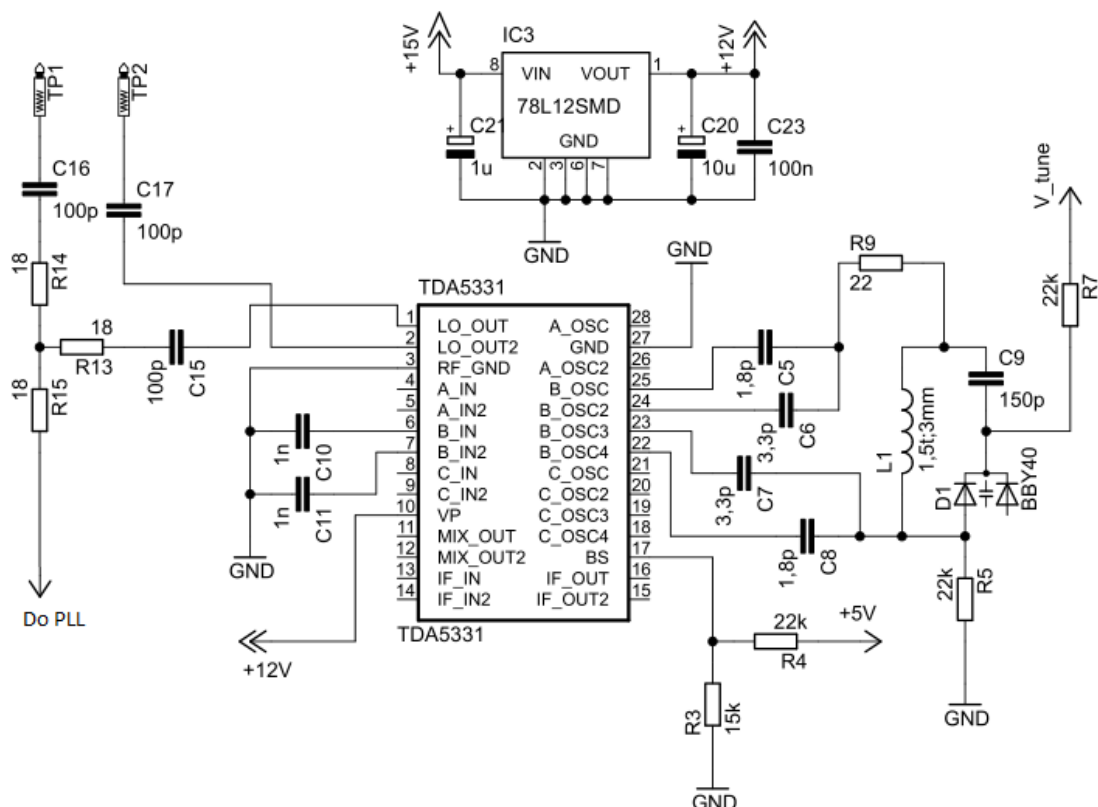 +15V
IC3
8
VIN
VOUT
1
+12V
78L12SMD
GND
2
3
6
7
C21
+
1u
+
C20
10u
C23
100n
GND
TP1
TP2
C16
100p
C17
100p
18
R14
18
R13
18
R15
100p
C15
Do PLL
GND
TDA5331
1
LO_OUT
A_OSC
28
2
LO_OUT2
GND
27
3
RF_GND
A_OSC2
26
4
A_IN
B_OSC
25
5
A_IN2
B_OSC2
24
6
B_IN
B_OSC3
23
7
B_IN2
B_OSC4
22
8
C_IN
C_OSC
21
9
C_IN2
C_OSC2
20
10
VP
C_OSC3
19
11
MIX_OUT
C_OSC4
18
12
MIX_OUT2
BS
17
13
IF_IN
IF_OUT
16
14
IF_IN2
IF_OUT2
15
TDA5331
1n
C10
1n
C11
GND
+12V
1,8p
C5
3,3p
C6
3,3p
C7
1,8p
C8
R9
22
V_tune
22k
R7
C9
150p
L1
1,5t;3mm
D1
BBY40
22k
R5
GND
22k
R4
+5V
R3
15k
GND